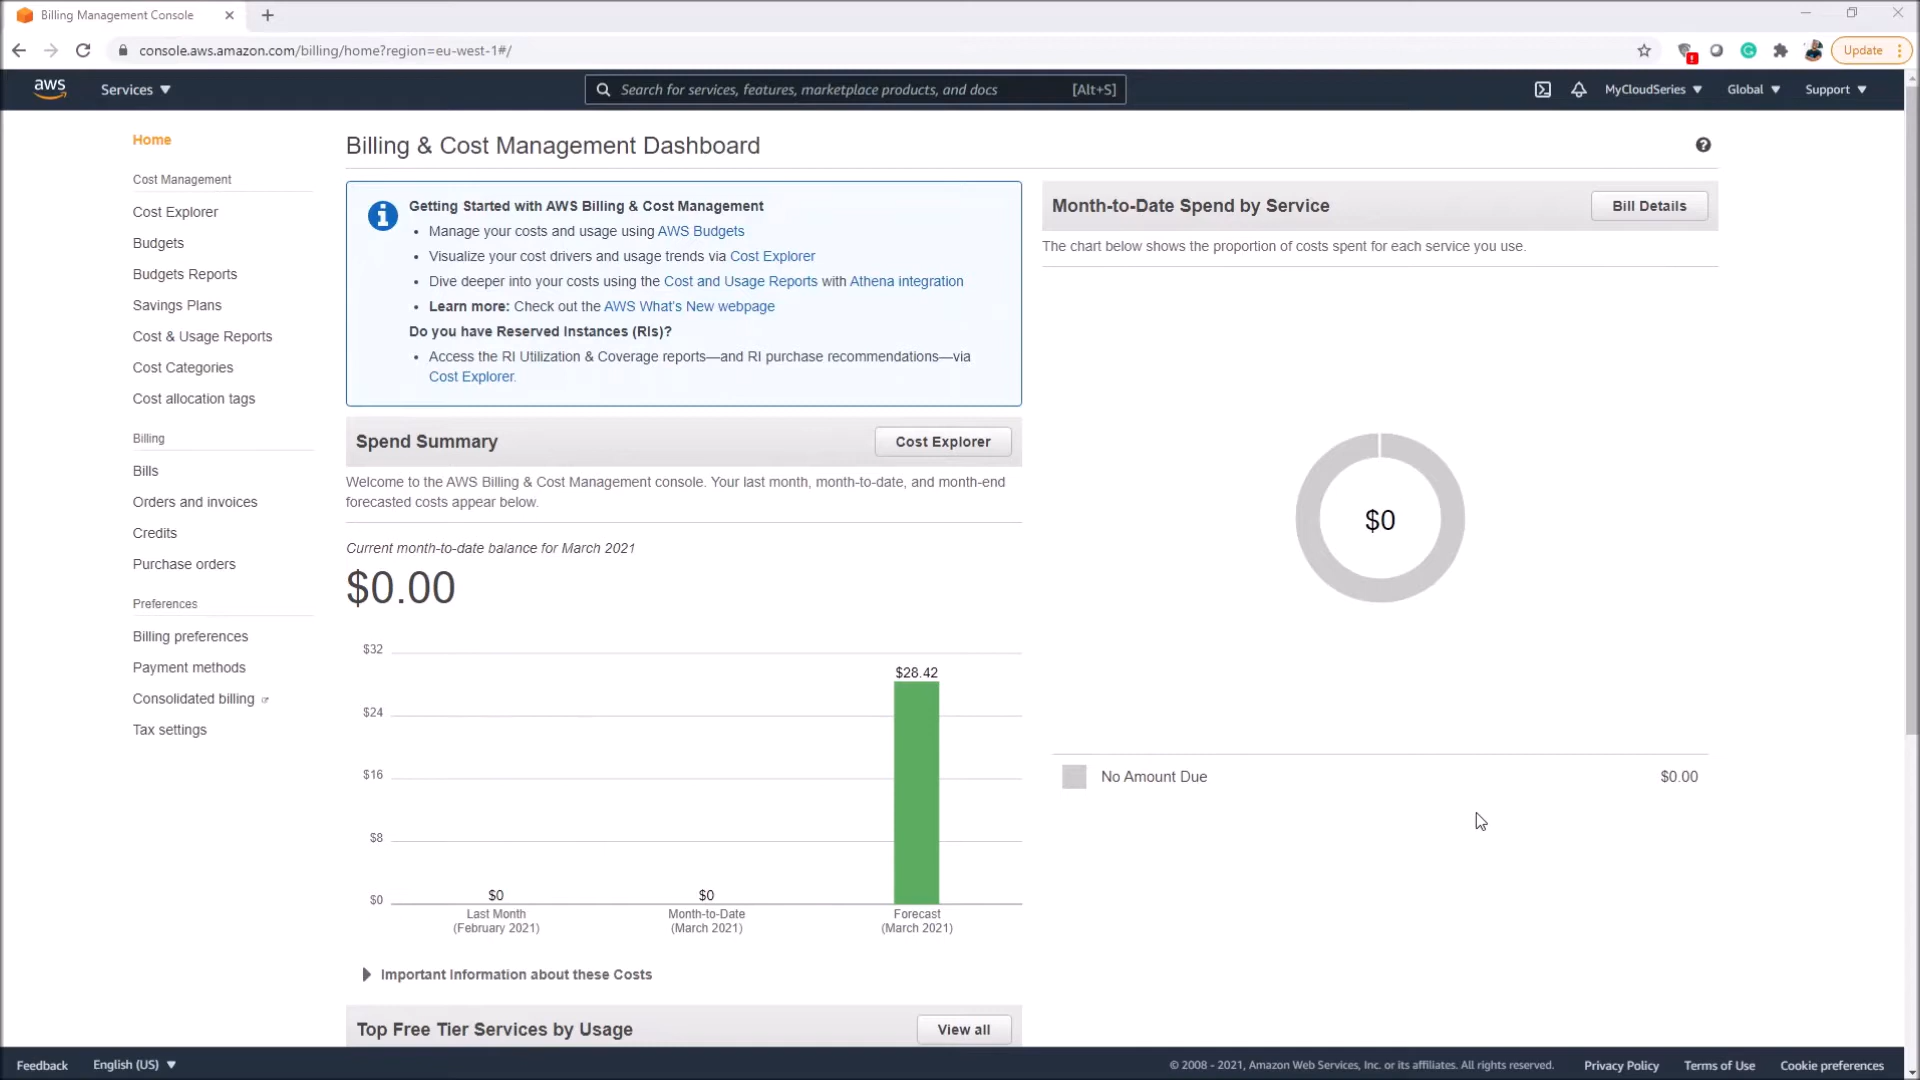 Billing Management Console
console.aws.amazon.com/billing/home?region=eu-west-1#/
Update
aws
Services
Search for services, features, marketplace products, and docs
[Alt+S]
MyCloudSeries
Global
Support
Home
Cost Management
Cost Explorer
Budgets
Budgets Reports
Savings Plans
Cost & Usage Reports
Cost Categories
Cost allocation tags
Billing
Bills
Orders and invoices
Credits
Purchase orders
Preferences
Billing preferences
Payment methods
Consolidated billing
Tax settings
Billing & Cost Management Dashboard
Getting Started with AWS Billing & Cost Management
• Manage your costs and usage using AWS Budgets
• Visualize your cost drivers and usage trends via Cost Explorer
• Dive deeper into your costs using the Cost and Usage Reports with Athena integration
• Learn more: Check out the AWS What's New webpage
Do you have Reserved Instances (RIs)?
• Access the RI Utilization & Coverage reports—and RI purchase recommendations—via
Cost Explorer.
Spend Summary
Cost Explorer
Welcome to the AWS Billing & Cost Management console. Your last month, month-to-date, and month-end
forecasted costs appear below.
Current month-to-date balance for March 2021
$0.00
$32
$24
$16
$8
$0
$0
$0
$28.42
Last Month
(February 2021)
Month-to-Date
(March 2021)
Forecast
(March 2021)
Important Information about these Costs
Top Free Tier Services by Usage
View all
Month-to-Date Spend by Service
Bill Details
The chart below shows the proportion of costs spent for each service you use.
$0
No Amount Due
$0.00
Feedback
English (US)
© 2008 - 2021, Amazon Web Services, Inc. or its affiliates. All rights reserved.
Privacy Policy
Terms of Use
Cookie preferences